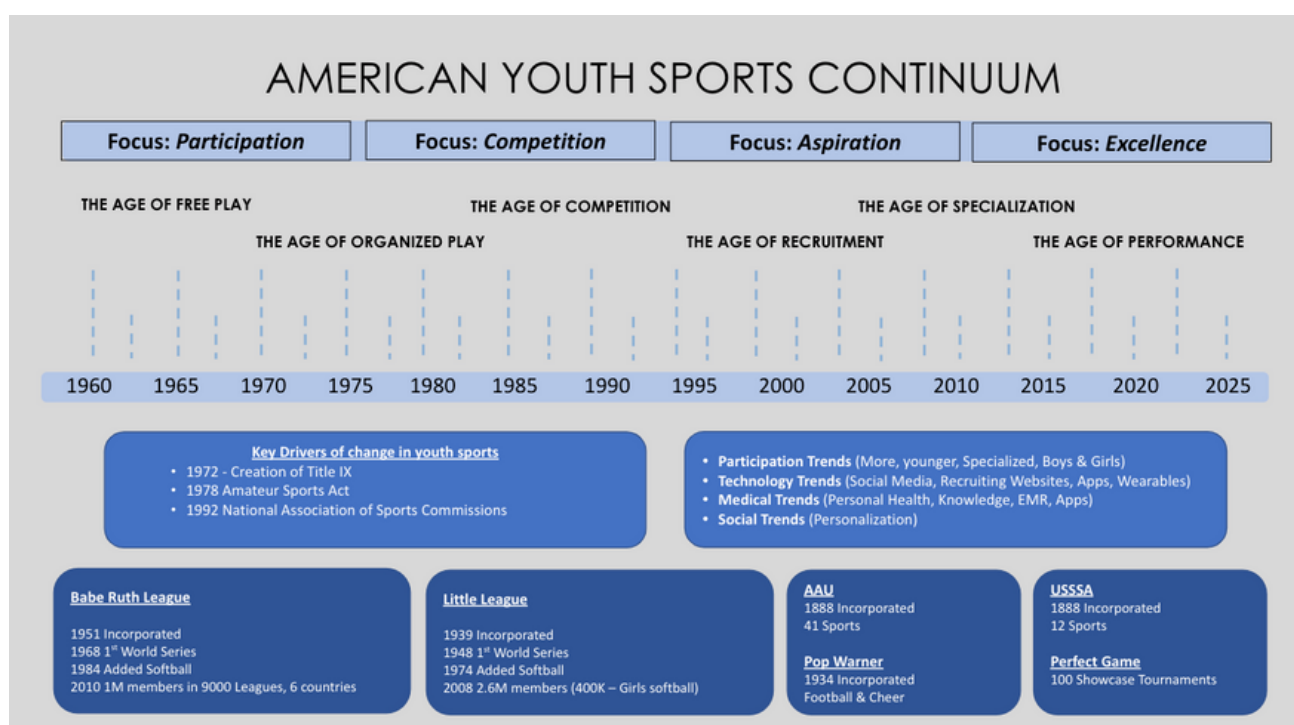 AMERICAN YOUTH SPORTS CONTINUUM
Focus: Participation
Focus: Competition
Focus: Aspiration
Focus: Excellence
THE AGE OF FREE PLAY
THE AGE OF COMPETITION
THE AGE OF SPECIALIZATION
THE AGE OF ORGANIZED PLAY
THE AGE OF RECRUITMENT
THE AGE OF PERFORMANCE
1960 1965 1970 1975 1980 1985 1990 1995 2000 2005 2010 2015 2020 2025
Key Drivers of change in youth sports
• 1972 - Creation of Title IX
• 1978 Amateur Sports Act
• 1992 National Association of Sports Commissions
• Participation Trends (More, younger, Specialized, Boys & Girls)
• Technology Trends (Social Media, Recruiting Websites, Apps, Wearables)
• Medical Trends (Personal Health, Knowledge, EMR, Apps)
• Social Trends (Personalization)
Babe Ruth League
1951 Incorporated
1968 1st World Series
1984 Added Softball
2010 1M members in 9000 Leagues, 6 countries
Little League
1939 Incorporated
1948 1st World Series
1974 Added Softball
2008 2.6M members (400K – Girls softball)
AAU
1888 Incorporated
41 Sports
Pop Warner
1934 Incorporated
Football & Cheer
USSSA
1888 Incorporated
12 Sports
Perfect Game
100 Showcase Tournaments